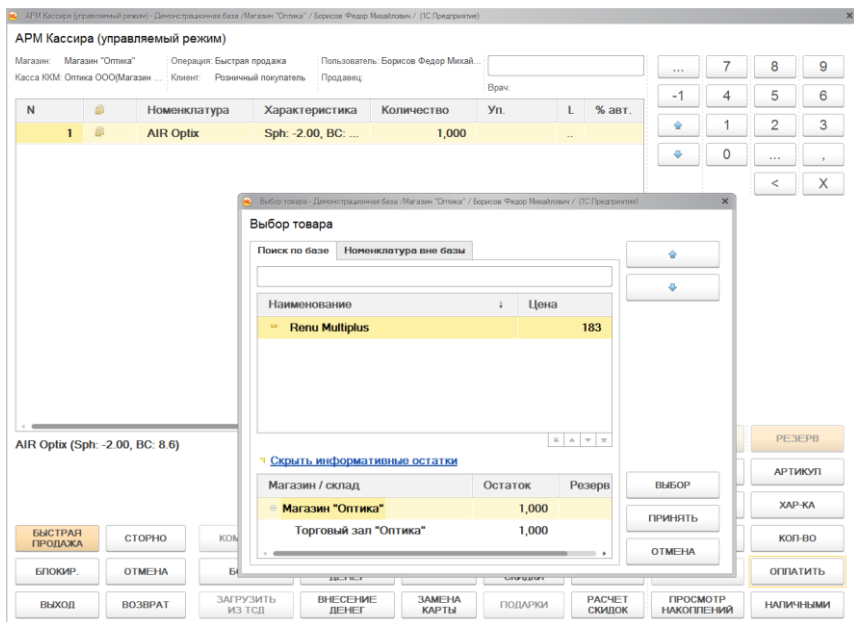 АРМ Кассира (управляемый режим) - Демонстрационная база /Магазин "Оптика" / Борисов Федор Михайлович / (1С:Предприятие)
АРМ Кассира (управляемый режим)
Магазин: Магазин "Оптика" Операция: Быстрая продажа Пользователь: Борисов Федор Михай...
Касса ККМ: Оптика ООО(Магазин ... Клиент: Розничный покупатель Продавец:
Врач:
... 7 8 9
-1 4 5 6
1 2 3
0 ... ,
< X
N Номенклатура Характеристика Количество Уп. L % авт.
1 AIR Optix Sph: -2.00, BC: ... 1,000 ..
Выбор товара - Демонстрационная база /Магазин "Оптика" / Борисов Федор Михайлович / (1С:Предприятие)
Выбор товара
Поиск по базе Номенклатура вне базы
Наименование ↓ Цена
Renu Multiplus 183
Скрыть информативные остатки
Магазин / склад Остаток Резерв
Магазин "Оптика" 1,000
Торговый зал "Оптика" 1,000
ВЫБОР
ПРИНЯТЬ
ОТМЕНА
AIR Optix (Sph: -2.00, BC: 8.6)
РЕЗЕРВ
АРТИКУЛ
ХАР-КА
БЫСТРАЯ ПРОДАЖА СТОРНО КОЛ-ВО
БЛОКИР. ОТМЕНА ОПЛАТИТЬ
ВЫХОД ВОЗВРАТ ЗАГРУЗИТЬ ИЗ ТСД ВНЕСЕНИЕ ДЕНЕГ ЗАМЕНА КАРТЫ ПОДАРКИ РАСЧЕТ СКИДОК ПРОСМОТР НАКОПЛЕНИЙ НАЛИЧНЫМИ